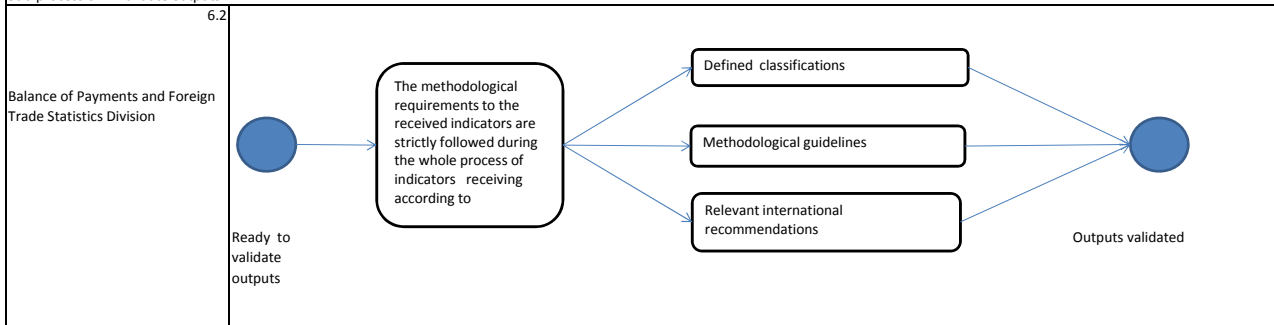 6.2
Balance of Payments and Foreign
Trade Statistics Division
Ready to
validate
outputs
The methodological
requirements to the
received indicators are
strictly followed during
the whole process of
indicators receiving
according to
Defined classifications
Methodological guidelines
Relevant international
recommendations
Outputs validated